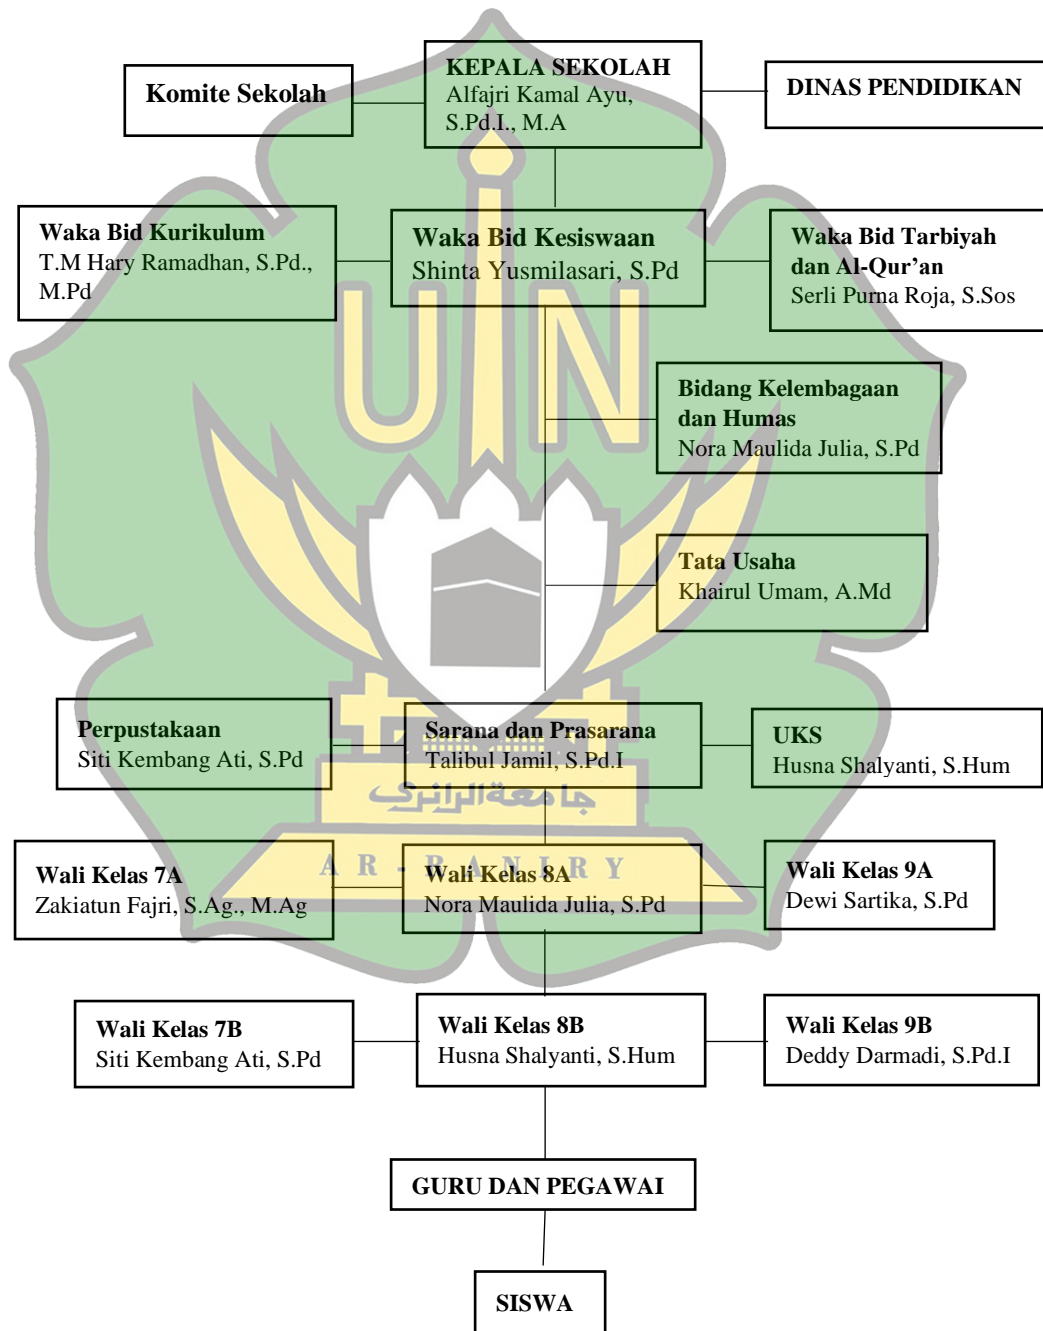 KEPALA SEKOLAH
Alfajri Kamal Ayu,
S.Pd.I., M.A
Komite Sekolah
DINAS PENDIDIKAN
Waka Bid Kurikulum
T.M Hary Ramadhan, S.Pd.,
M.Pd
Waka Bid Kesiswaan
Shinta Yusmilasari, S.Pd
Waka Bid Tarbiyah
dan Al-Qur’an
Serli Purna Roja, S.Sos
UIN
Bidang Kelembagaan
dan Humas
Nora Maulida Julia, S.Pd
Tata Usaha
Khairul Umam, A.Md
Perpustakaan
Siti Kembang Ati, S.Pd
Sarana dan Prasarana
Talibul Jamil, S.Pd.I
UKS
Husna Shalyanti, S.Hum
جامعة الرانري
AR-RANIRY
Wali Kelas 7A
Zakiatun Fajri, S.Ag., M.Ag
Wali Kelas 8A
Nora Maulida Julia, S.Pd
Wali Kelas 9A
Dewi Sartika, S.Pd
Wali Kelas 7B
Siti Kembang Ati, S.Pd
Wali Kelas 8B
Husna Shalyanti, S.Hum
Wali Kelas 9B
Deddy Darmadi, S.Pd.I
GURU DAN PEGAWAI
SISWA